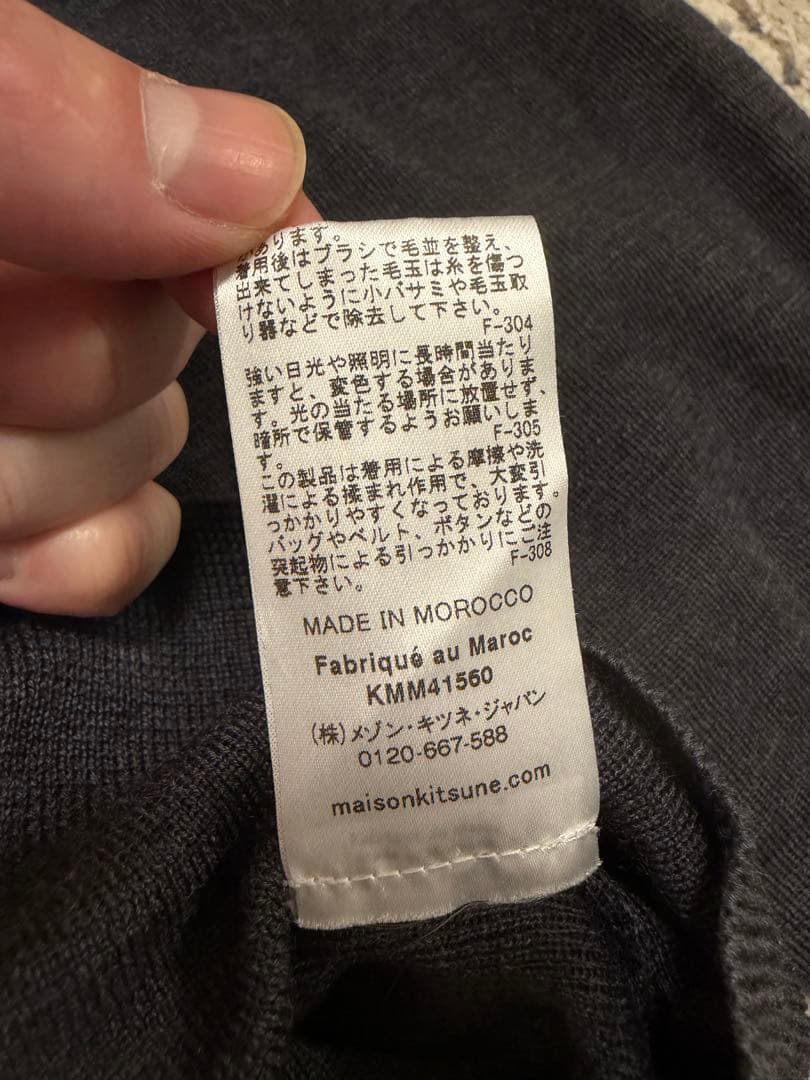 があります。
着用後はブラシで毛並を整え、
出来てしまった毛玉は糸を傷つ
けないように小バサミや毛玉取
り器などで除去して下さい。
F-304
強い日光や照明に長時間当たり
ますと、変色する場合がありま
す。光の当たる場所に放置せず、
暗所で保管するようお願いしま
す。
F-305
この製品は着用による摩擦や洗
濯による揉まれ作用で、大変引
っかかりやすくなっております。
バッグやベルト、ボタンなどの
突起物による引っかかりにご注
意下さい。
F-308
MADE IN MOROCCO
Fabriqué au Maroc
KMM41560
(株)メゾン・キツネ・ジャパン
0120-667-588
maisonkitsune.com